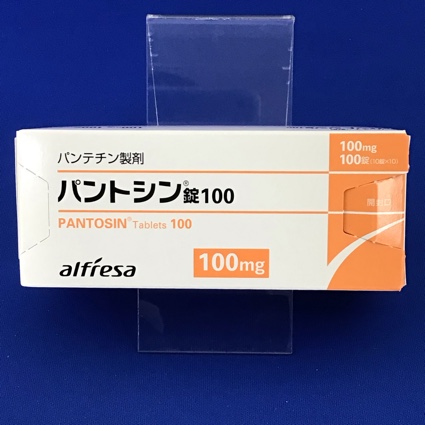 パンテチン製剤
パントシン®錠100
PANTOSIN® Tablets 100
alfresa
100mg
100mg
100錠(10錠×10)
開封口